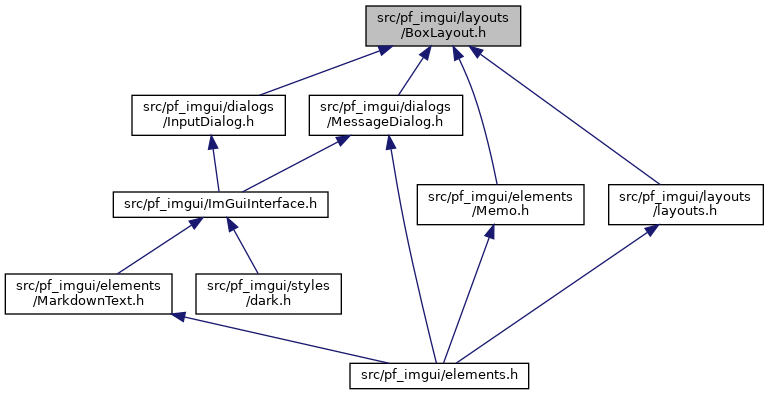 src/pf_imgui/layouts
/BoxLayout.h
src/pf_imgui/dialogs
/InputDialog.h
src/pf_imgui/dialogs
/MessageDialog.h
src/pf_imgui/ImGuiInterface.h
src/pf_imgui/elements
/Memo.h
src/pf_imgui/layouts
/layouts.h
src/pf_imgui/elements
/MarkdownText.h
src/pf_imgui/styles
/dark.h
src/pf_imgui/elements.h